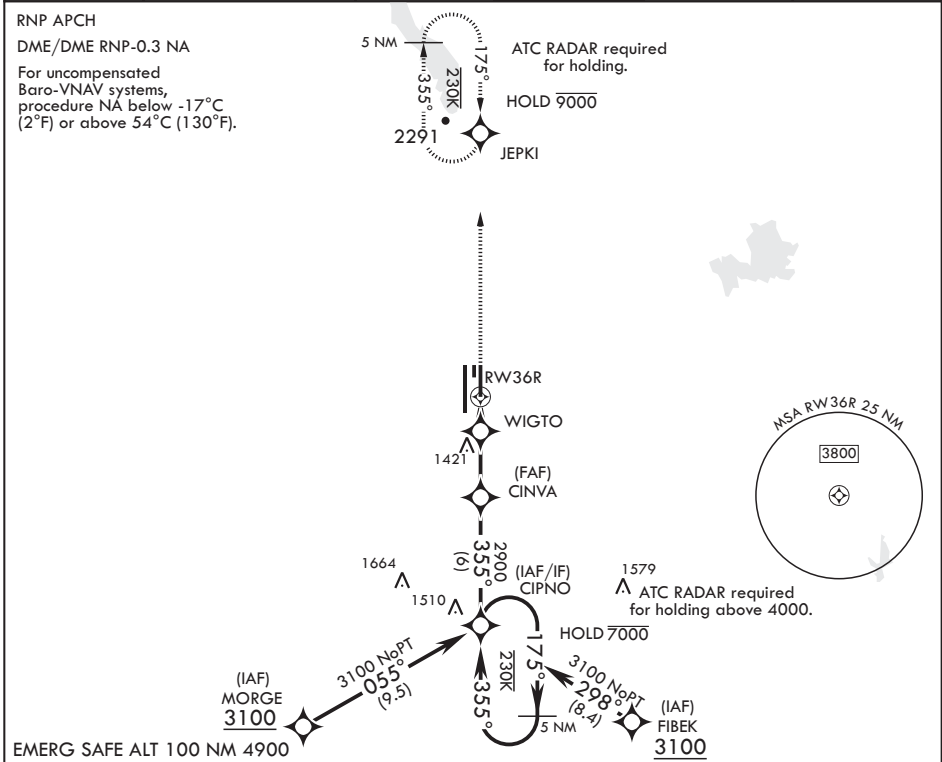 RNP APCH
DME/DME RNP-0.3 NA
For uncompensated
Baro-VNAV systems,
procedure NA below -17°C
(2°F) or above 54°C (130°F).
5 NM
355°
230K
175°
2291
ATC RADAR required
for holding.
HOLD 9000
JEPKI
RW36R
WIGTO
1421
(FAF)
CINVA
MSA RW36R 25 NM
3800
2900
355°
(6)
(IAF/IF)
CIPNO
1664
1510
1579
ATC RADAR required
for holding above 4000.
HOLD 7000
175°
230K
355°
5 NM
3100 NoPT
055°
(9.5)
3100 NoPT
298°
(8.4)
(IAF)
MORGE
3100
(IAF)
FIBEK
3100
EMERG SAFE ALT 100 NM 4900